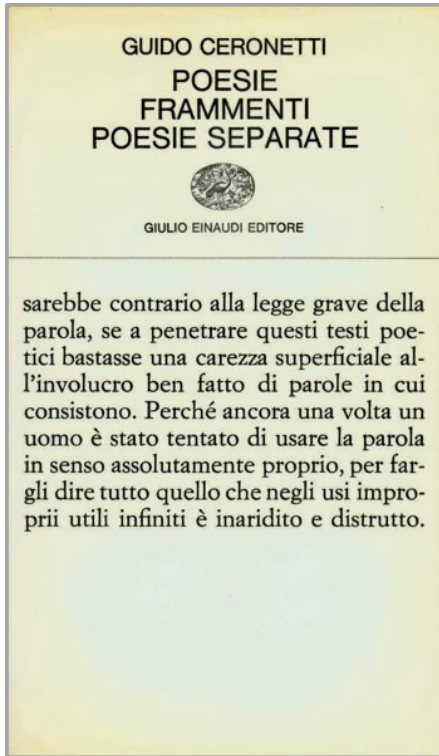 GUIDO CERONETTI
POESIE
FRAMMENTI
POESIE SEPARATE
GIULIO EINAUDI EDITORE
sarebbe contrario alla legge grave della
parola, se a penetrare questi testi poe-
tici bastasse una carezza superficiale al-
l'involucro ben fatto di parole in cui
consistono. Perché ancora una volta un
uomo è stato tentato di usare la parola
in senso assolutamente proprio, per far-
gli dire tutto quello che negli usi impro-
prii utili infiniti è inaridito e distrutto.